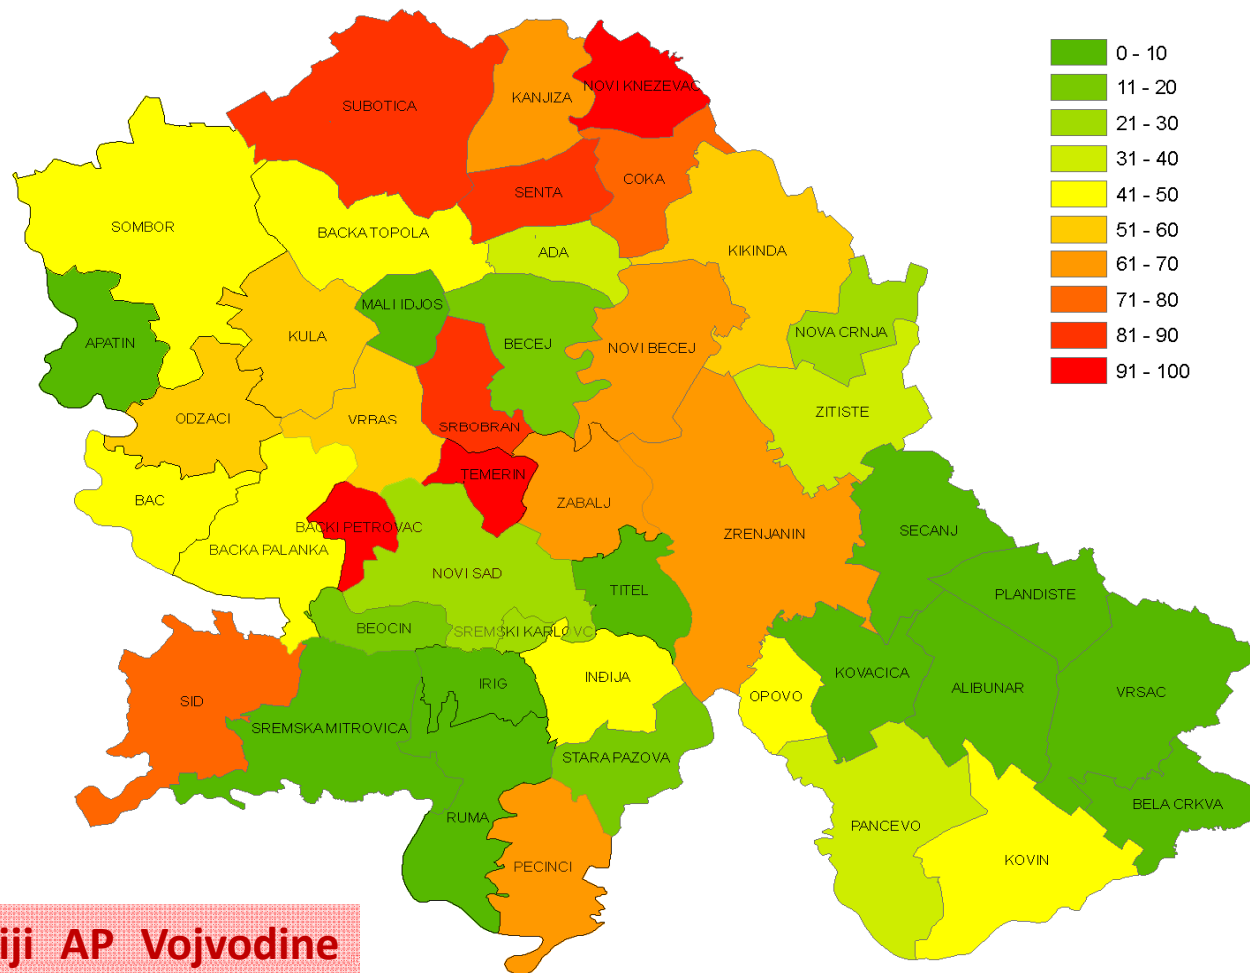 0 - 10
11 - 20
21 - 30
31 - 40
41 - 50
51 - 60
61 - 70
71 - 80
81 - 90
91 - 100
SUBOTICA
KANJIZA
NOVI KNEZEVAC
SENTA
COKA
SOMBOR
BACKA TOPOLA
ADA
KIKINDA
MALI IDJOS
APATIN
KULA
BECEJ
NOVI BECEJ
NOVA CRNJA
ODZACI
VRBAS
SRBOBRAN
ZITISTE
TEMERIN
BAC
BACKI PETROVAC
ZABALJ
ZRENJANIN
SECANJ
BACKA PALANKA
NOVI SAD
TITEL
PLANDISTE
BEOCIN
SREMSKI KARLOVCI
SID
IRIG
INĐIJA
OPOVO
KOVACICA
ALIBUNAR
VRSAC
SREMSKA MITROVICA
STARA PAZOVA
RUMA
PANCEVO
BELA CRKVA
PECINCI
KOVIN
iji AP Vojvodine